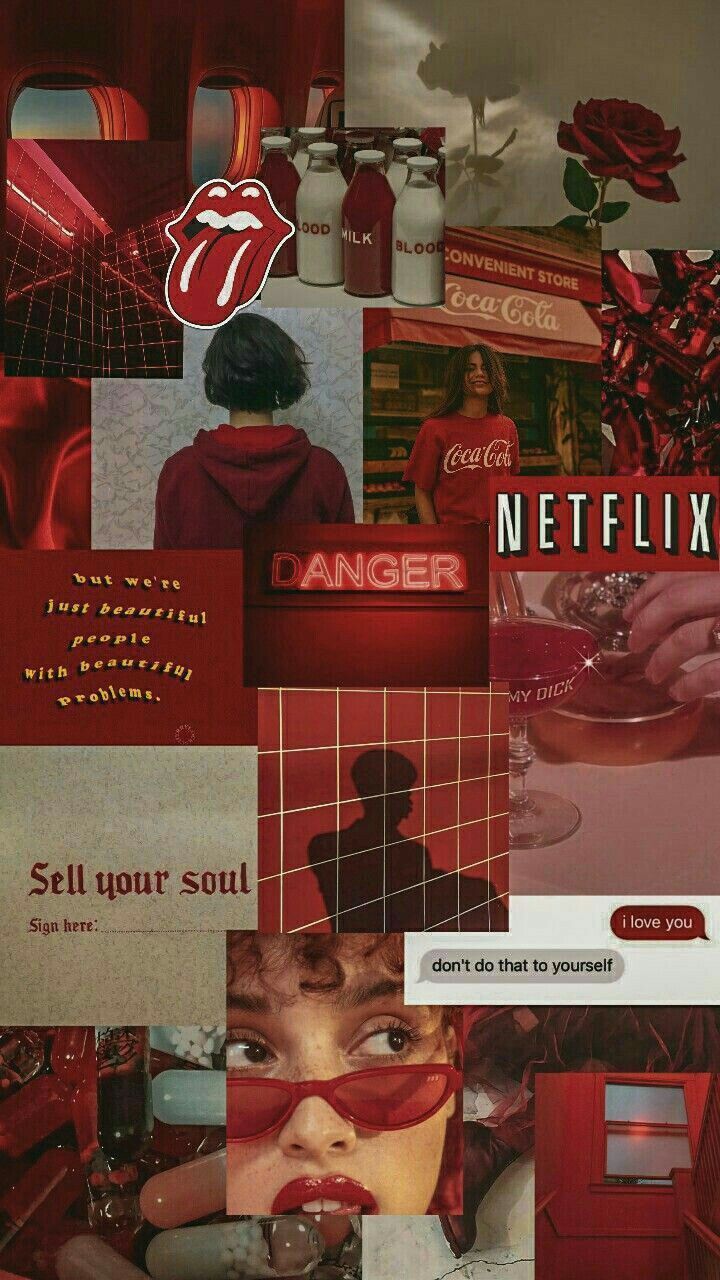 LOOD
MILK
BLOOD
CONVENIENT STORE
Coca-Cola
Coca-Cola
NETFLIX
DANGER
but we're
just beautiful
people
with beautiful
problems.
MY DICK
Sell your soul
Sign here:
i love you
don't do that to yourself